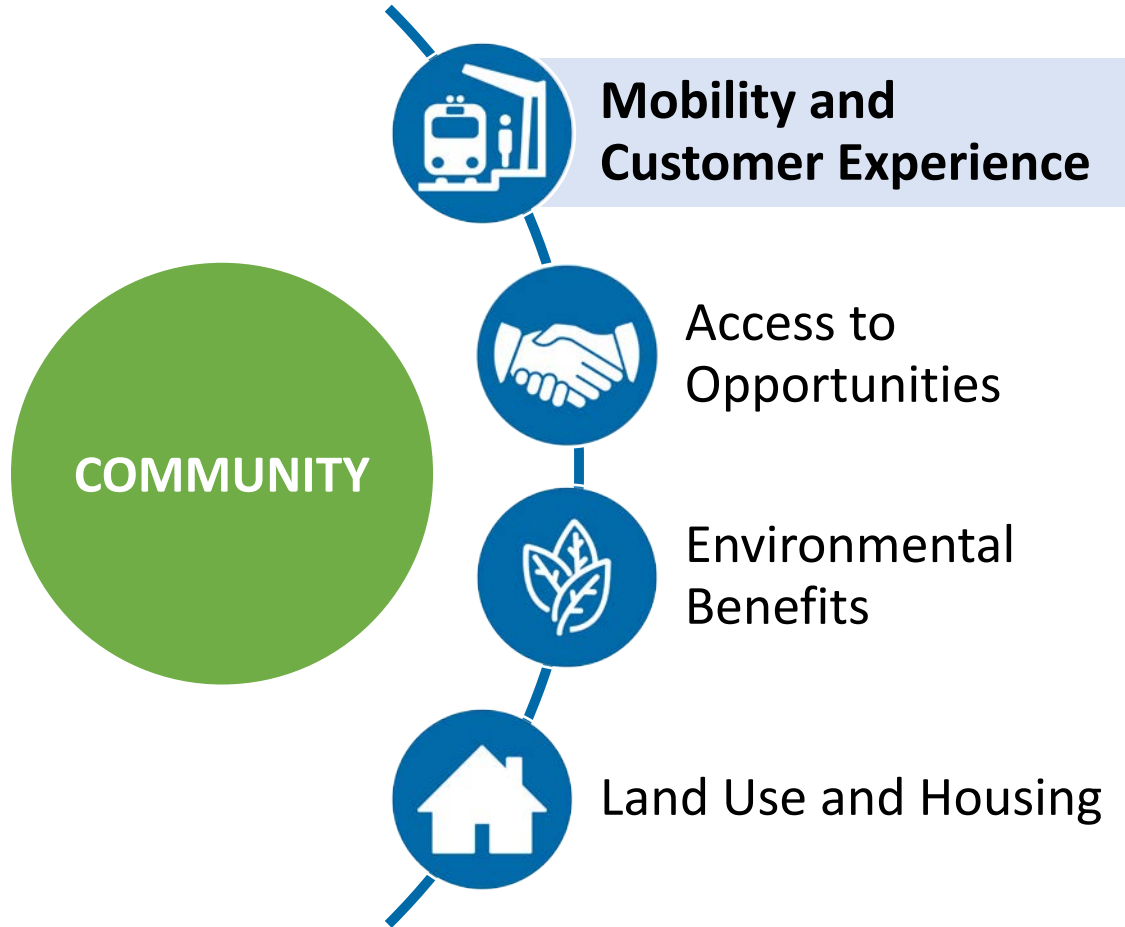 Mobility and
Customer Experience
Access to
Opportunities
COMMUNITY
Environmental
Benefits
Land Use and Housing